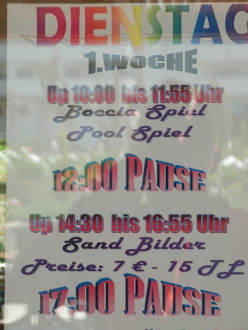 DIENSTAG
1.WOCHE
Up 10:00 bis 11:55 Uhr
Boccia Spiel
Pool Spiel
12:00 PAUSE
Up 14:30 bis 16:55 Uhr
Sand Bilder
Preise: 7 € - 15 TL
17:00 PAUSE